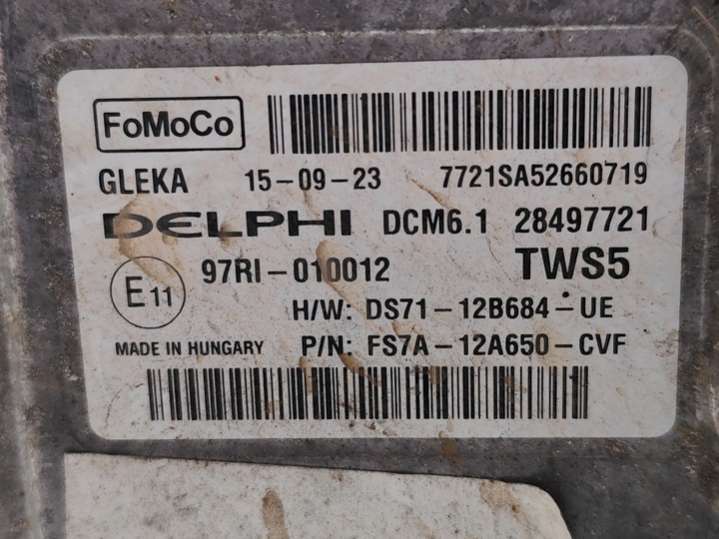 FoMoCo
GLEKA 15-09-23 7721SA52660719
DELPHI DCM6.1 28497721
E11 97RI-010012 TWS5
H/W: DS71-12B684-UE
MADE IN HUNGARY P/N: FS7A-12A650-CVF